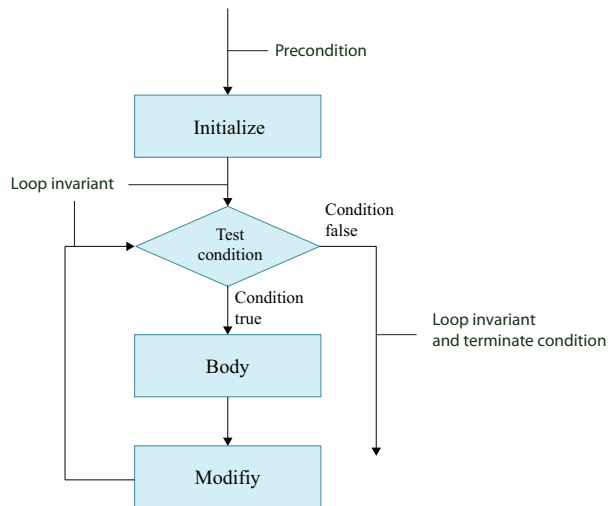 Precondition
Initialize
Loop invariant
Test
condition
Condition
false
Condition
true
Loop invariant
and terminate condition
Body
Modifiy